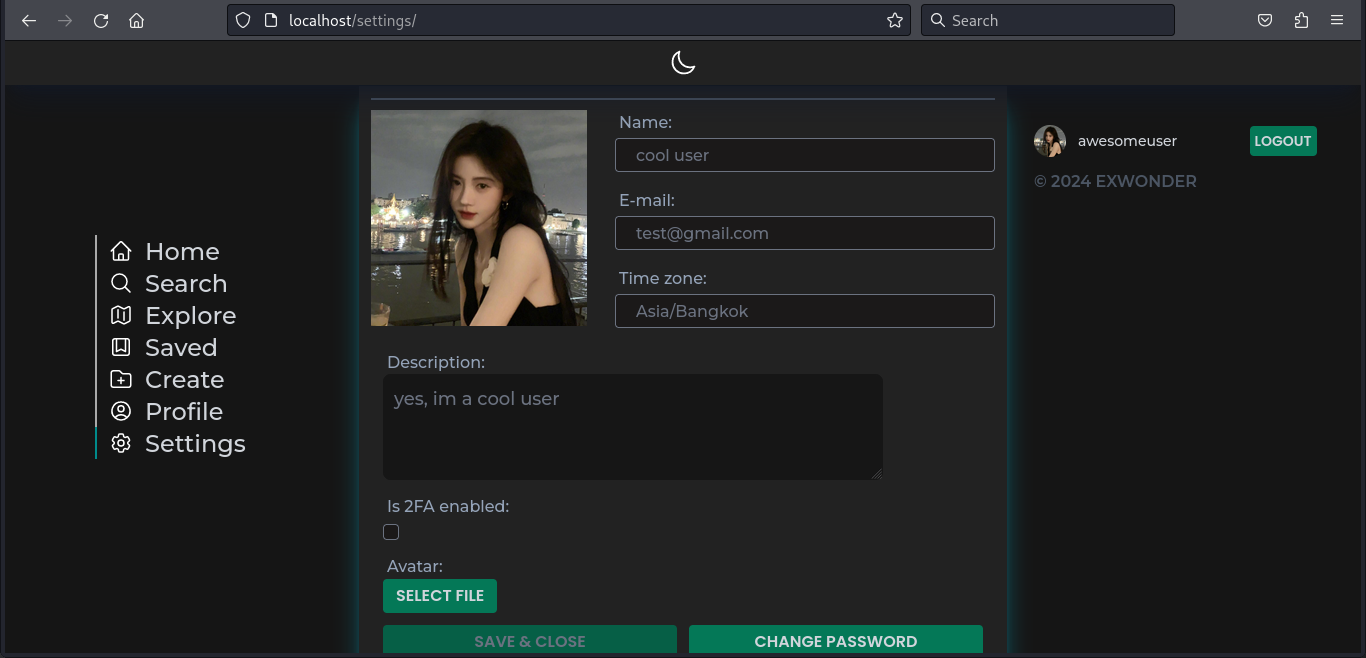 localhost/settings/
Search
Home
Search
Explore
Saved
Create
Profile
Settings
Name:
cool user
E-mail:
test@gmail.com
Time zone:
Asia/Bangkok
Description:
yes, im a cool user
Is 2FA enabled:
Avatar:
SELECT FILE
SAVE & CLOSE
CHANGE PASSWORD
awesomeuser
LOGOUT
© 2024 EXWONDER